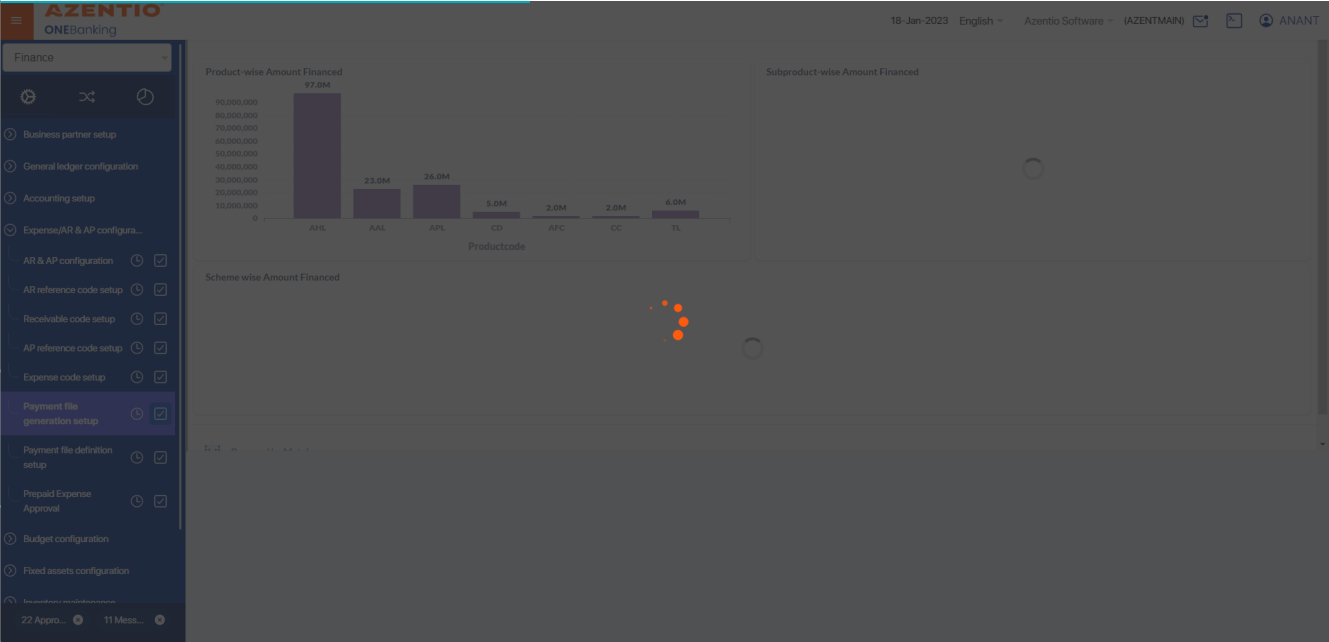 AZENTIO
ONEBanking
18-Jan-2023 English Azentio Software (AZENTMAIN) ANANT
Finance
Business partner setup
General ledger configuration
Accounting setup
Expense/AR & AP configura...
AR & AP configuration
AR reference code setup
Receivable code setup
AP reference code setup
Expense code setup
Payment file
generation setup
Payment file definition
setup
Prepaid Expense
Approval
Budget configuration
Fixed assets configuration
Inventory maintenance
22 Appro... 11 Mess...
Product-wise Amount Financed
97.0M
90,000,000
80,000,000
70,000,000
60,000,000
50,000,000
40,000,000
30,000,000
20,000,000
10,000,000
0
23.0M
26.0M
5.0M
2.0M
2.0M
6.0M
AHL AAL APL CD AFC CC TL
Productcode
Subproduct-wise Amount Financed
Scheme wise Amount Financed